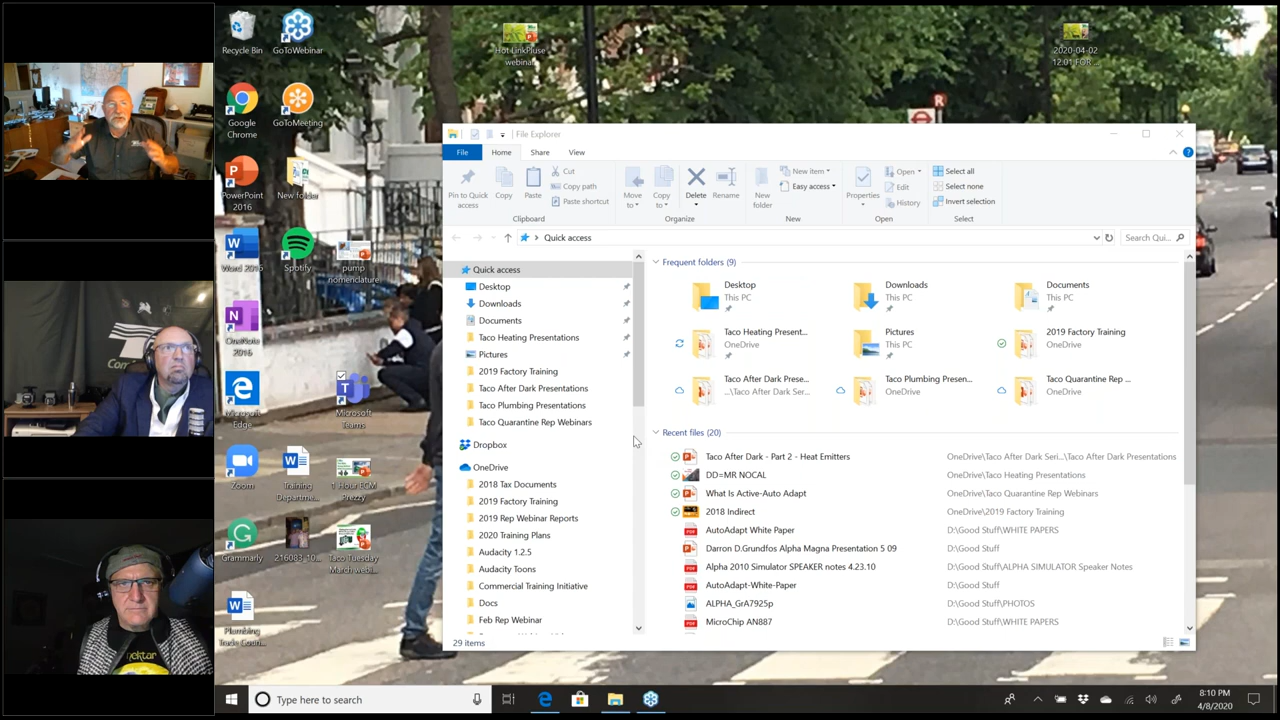 Recycle Bin
GoToWebinar
Hot LinkPluse
webinar
2020-04-02
12.01 FOR ...
Google
Chrome
GoToMeeting
PowerPoint
2016
New folder
Word 2016
Spotify
pump
nomenclature
OneNote
2016
Microsoft
Edge
Microsoft
Teams
Zoom
Training
Departme...
1 Hour ECM
Prezzy
Grammarly
216083_10...
Taco Tuesday
March webi...
Plumbing
Trade Coun...
nektar
R
File Explorer
File
Home
Share
View
Pin to Quick
access
Copy
Paste
Cut
Copy path
Paste shortcut
Clipboard
Move
to
Copy
to
Delete
Rename
Organize
New
folder
New item
Easy access
New
Properties
Open
Edit
History
Open
Select all
Select none
Invert selection
Select
Quick access
Search Qui...
Quick access
Desktop
Downloads
Documents
Taco Heating Presentations
Pictures
2019 Factory Training
Taco After Dark Presentations
Taco Plumbing Presentations
Taco Quarantine Rep Webinars
Dropbox
OneDrive
2018 Tax Documents
2019 Factory Training
2019 Rep Webinar Reports
2020 Training Plans
Audacity 1.2.5
Audacity Toons
Commercial Training Initiative
Docs
Feb Rep Webinar
Frequent folders (9)
Desktop
This PC
Downloads
This PC
Documents
This PC
Taco Heating Present...
OneDrive
Pictures
This PC
2019 Factory Training
OneDrive
Taco After Dark Prese...
...\Taco After Dark Ser...
Taco Plumbing Presen...
OneDrive
Taco Quarantine Rep ...
OneDrive
Recent files (20)
Taco After Dark - Part 2 - Heat Emitters OneDrive\Taco After Dark Seri...\Taco After Dark Presentations
DD=MR NOCAL OneDrive\Taco Heating Presentations
What Is Active-Auto Adapt OneDrive\Taco Quarantine Rep Webinars
2018 Indirect OneDrive\2019 Factory Training
AutoAdapt White Paper D:\Good Stuff\WHITE PAPERS
Darron D.Grundfos Alpha Magna Presentation 5 09 D:\Good Stuff
Alpha 2010 Simulator SPEAKER notes 4.23.10 D:\Good Stuff\ALPHA SIMULATOR Speaker Notes
AutoAdapt-White-Paper D:\Good Stuff
ALPHA_GrA7925p D:\Good Stuff\PHOTOS
MicroChip AN887 D:\Good Stuff\WHITE PAPERS
29 items
Type here to search
8:10 PM
4/8/2020